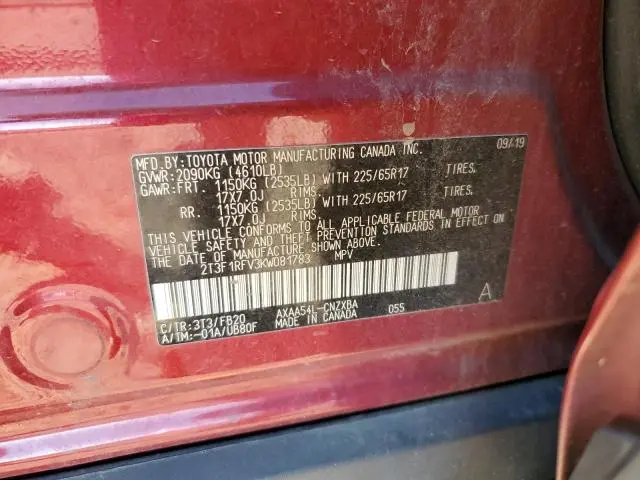 MFD.BY:TOYOTA MOTOR MANUFACTURING CANADA INC. 09/19
GVWR:2090KG (4610LB)
GAWR:FRT. 1150KG (2535LB) WITH 225/65R17 TIRES.
17X7.0J RIMS.
RR. 1150KG (2535LB) WITH 225/65R17 TIRES.
17X7.0J RIMS.
THIS VEHICLE CONFORMS TO ALL APPLICABLE FEDERAL MOTOR
VEHICLE SAFETY AND THEFT PREVENTION STANDARDS IN EFFECT ON
THE DATE OF MANUFACTURE SHOWN ABOVE.
2T3F1RFV3KW081783 MPV
C/TR:3T3/FB20 AXAA54L-CNZXBA 055 A
A/TM:-01A/UB80F MADE IN CANADA